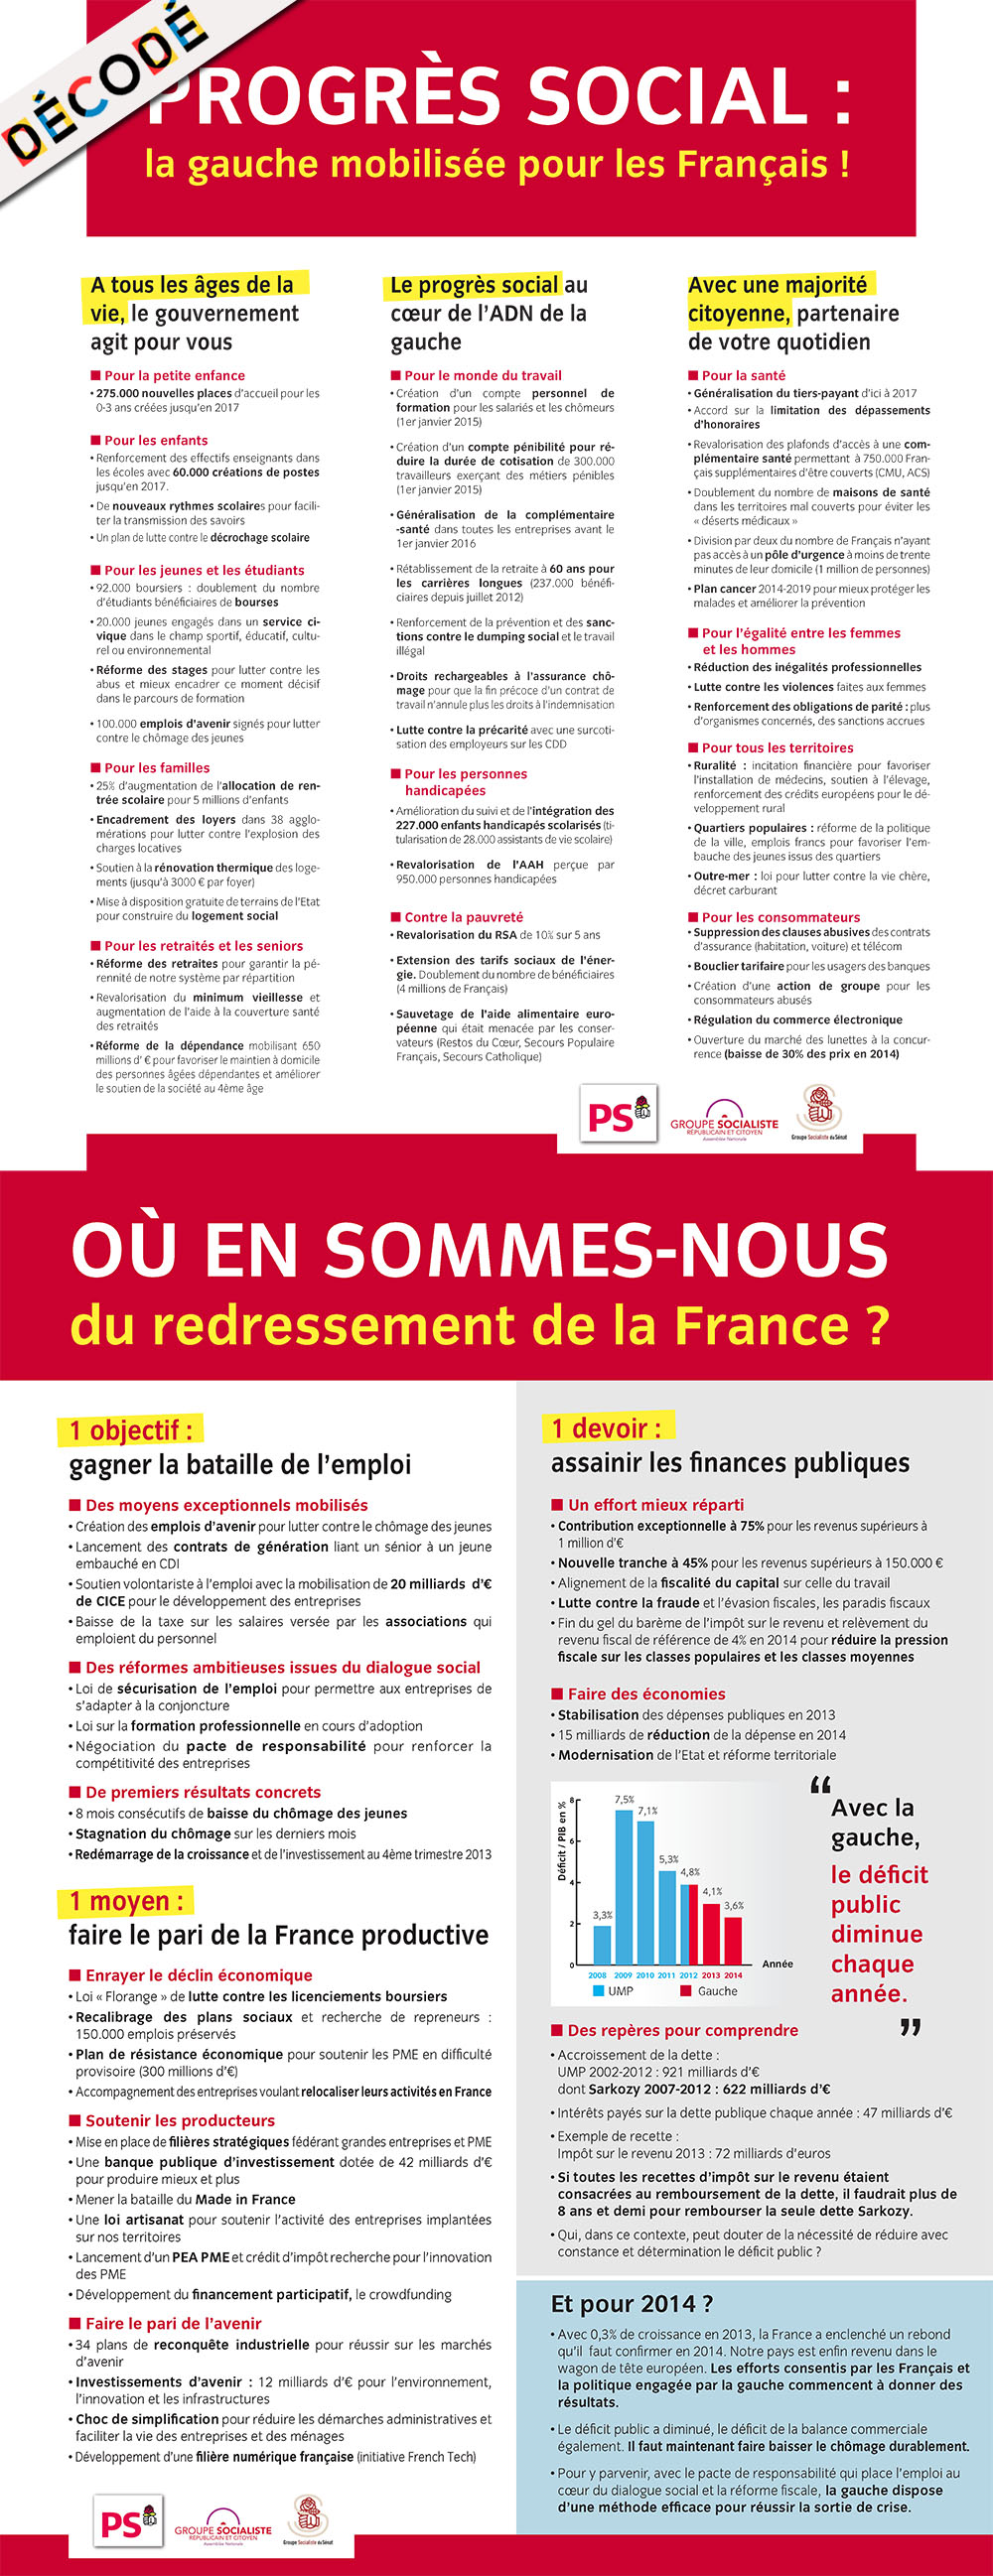 DÉCODÉ
PROGRÈS SOCIAL :
la gauche mobilisée pour les Français !
A tous les âges de la
vie, le gouvernement
agit pour vous
■ Pour la petite enfance
• 275.000 nouvelles places d'accueil pour les
0-3 ans créées jusqu'en 2017
■ Pour les enfants
• Renforcement des effectifs enseignants dans
les écoles avec 60.000 créations de postes
jusqu'en 2017.
• De nouveaux rythmes scolaires pour facili-
ter la transmission des savoirs
• Un plan de lutte contre le décrochage scolaire
■ Pour les jeunes et les étudiants
• 92.000 boursiers : doublement du nombre
d'étudiants bénéficiaires de bourses
• 20.000 jeunes engagés dans un service ci-
vique dans le champ sportif, éducatif, cultu-
rel ou environnemental
• Réforme des stages pour lutter contre les
abus et mieux encadrer ce moment décisif
dans le parcours de formation
• 100.000 emplois d'avenir signés pour lutter
contre le chômage des jeunes
■ Pour les familles
• 25% d'augmentation de l'allocation de ren-
trée scolaire pour 5 millions d'enfants
• Encadrement des loyers dans 38 agglo-
mérations pour lutter contre l'explosion des
charges locatives
• Soutien à la rénovation thermique des loge-
ments (jusqu'à 3000 € par foyer)
• Mise à disposition gratuite de terrains de l'Etat
pour construire du logement social
■ Pour les retraités et les seniors
• Réforme des retraites pour garantir la pé-
rennité de notre système par répartition
• Revalorisation du minimum vieillesse et
augmentation de l'aide à la couverture santé
des retraités
• Réforme de la dépendance mobilisant 650
millions d' € pour favoriser le maintien à domicile
des personnes âgées dépendantes et améliorer
le soutien de la société au 4ème âge
Le progrès social au
cœur de l'ADN de la
gauche
■ Pour le monde du travail
• Création d'un compte personnel de
formation pour les salariés et les chômeurs
(1er janvier 2015)
• Création d'un compte pénibilité pour ré-
duire la durée de cotisation de 300.000
travailleurs exerçant des métiers pénibles
(1er janvier 2015)
• Généralisation de la complémentaire
-santé dans toutes les entreprises avant le
1er janvier 2016
• Rétablissement de la retraite à 60 ans pour
les carrières longues (237.000 bénéfi-
ciaires depuis juillet 2012)
• Renforcement de la prévention et des sanc-
tions contre le dumping social et le travail
illégal
• Droits rechargeables à l'assurance chô-
mage pour que la fin précoce d'un contrat de
travail n'annule plus les droits à l'indemnisation
• Lutte contre la précarité avec une surcoti-
sation des employeurs sur les CDD
■ Pour les personnes
handicapées
• Amélioration du suivi et de l'intégration des
227.000 enfants handicapés scolarisés (ti-
tularisation de 28.000 assistants de vie scolaire)
• Revalorisation de l'AAH perçue par
950.000 personnes handicapées
■ Contre la pauvreté
• Revalorisation du RSA de 10% sur 5 ans
• Extension des tarifs sociaux de l'éner-
gie. Doublement du nombre de bénéficiaires
(4 millions de Français)
• Sauvetage de l'aide alimentaire euro-
péenne qui était menacée par les conser-
vateurs (Restos du Cœur, Secours Populaire
Français, Secours Catholique)
Avec une majorité
citoyenne, partenaire
de votre quotidien
■ Pour la santé
• Généralisation du tiers-payant d'ici à 2017
• Accord sur la limitation des dépassements
d'honoraires
• Revalorisation des plafonds d'accès à une com-
plémentaire santé permettant à 750.000 Fran-
çais supplémentaires d'être couverts (CMU, ACS)
• Doublement du nombre de maisons de santé
dans les territoires mal couverts pour éviter les
« déserts médicaux »
• Division par deux du nombre de Français n'ayant
pas accès à un pôle d'urgence à moins de trente
minutes de leur domicile (1 million de personnes)
• Plan cancer 2014-2019 pour mieux protéger les
malades et améliorer la prévention
■ Pour l'égalité entre les femmes
et les hommes
• Réduction des inégalités professionnelles
• Lutte contre les violences faites aux femmes
• Renforcement des obligations de parité : plus
d'organismes concernés, des sanctions accrues
■ Pour tous les territoires
• Ruralité : incitation financière pour favoriser
l'installation de médecins, soutien à l'élevage,
renforcement des crédits européens pour le dé-
veloppement rural
• Quartiers populaires : réforme de la politique
de la ville, emplois francs pour favoriser l'em-
bauche des jeunes issus des quartiers
• Outre-mer : loi pour lutter contre la vie chère,
décret carburant
■ Pour les consommateurs
• Suppression des clauses abusives des contrats
d'assurance (habitation, voiture) et télécom
• Bouclier tarifaire pour les usagers des banques
• Création d'une action de groupe pour les
consommateurs abusés
• Régulation du commerce électronique
• Ouverture du marché des lunettes à la concur-
rence (baisse de 30% des prix en 2014)
PS
GROUPE SOCIALISTE
RÉPUBLICAIN ET CITOYEN
Assemblée Nationale
Groupe Socialiste du Sénat
OÙ EN SOMMES-NOUS
du redressement de la France ?
1 objectif :
gagner la bataille de l'emploi
■ Des moyens exceptionnels mobilisés
• Création des emplois d'avenir pour lutter contre le chômage des jeunes
• Lancement des contrats de génération liant un sénior à un jeune
embauché en CDI
• Soutien volontariste à l'emploi avec la mobilisation de 20 milliards d'€
de CICE pour le développement des entreprises
• Baisse de la taxe sur les salaires versée par les associations qui
emploient du personnel
■ Des réformes ambitieuses issues du dialogue social
• Loi de sécurisation de l'emploi pour permettre aux entreprises de
s'adapter à la conjoncture
• Loi sur la formation professionnelle en cours d'adoption
• Négociation du pacte de responsabilité pour renforcer la
compétitivité des entreprises
■ De premiers résultats concrets
• 8 mois consécutifs de baisse du chômage des jeunes
• Stagnation du chômage sur les derniers mois
• Redémarrage de la croissance et de l'investissement au 4ème trimestre 2013
1 moyen :
faire le pari de la France productive
■ Enrayer le déclin économique
• Loi « Florange » de lutte contre les licenciements boursiers
• Recalibrage des plans sociaux et recherche de repreneurs :
150.000 emplois préservés
• Plan de résistance économique pour soutenir les PME en difficulté
provisoire (300 millions d'€)
• Accompagnement des entreprises voulant relocaliser leurs activités en France
■ Soutenir les producteurs
• Mise en place de filières stratégiques fédérant grandes entreprises et PME
• Une banque publique d'investissement dotée de 42 milliards d'€
pour produire mieux et plus
• Mener la bataille du Made in France
• Une loi artisanat pour soutenir l'activité des entreprises implantées
sur nos territoires
• Lancement d'un PEA PME et crédit d'impôt recherche pour l'innovation
des PME
• Développement du financement participatif, le crowdfunding
■ Faire le pari de l'avenir
• 34 plans de reconquête industrielle pour réussir sur les marchés
d'avenir
• Investissements d'avenir : 12 milliards d'€ pour l'environnement,
l'innovation et les infrastructures
• Choc de simplification pour réduire les démarches administratives et
faciliter la vie des entreprises et des ménages
• Développement d'une filière numérique française (initiative French Tech)
PS
GROUPE SOCIALISTE
RÉPUBLICAIN ET CITOYEN
Assemblée Nationale
Groupe Socialiste du Sénat
1 devoir :
assainir les finances publiques
■ Un effort mieux réparti
• Contribution exceptionnelle à 75% pour les revenus supérieurs à
1 million d'€
• Nouvelle tranche à 45% pour les revenus supérieurs à 150.000 €
• Alignement de la fiscalité du capital sur celle du travail
• Lutte contre la fraude et l'évasion fiscales, les paradis fiscaux
• Fin du gel du barème de l'impôt sur le revenu et relèvement du
revenu fiscal de référence de 4% en 2014 pour réduire la pression
fiscale sur les classes populaires et les classes moyennes
■ Faire des économies
• Stabilisation des dépenses publiques en 2013
• 15 milliards de réduction de la dépense en 2014
• Modernisation de l'Etat et réforme territoriale
Déficit / PIB en %
8
6
4
2
0
3,3%
7,5%
7,1%
5,3%
4,8%
4,1%
3,6%
Année
2008 2009 2010 2011 2012 2013 2014
UMP
Gauche
“ Avec la
gauche,
le déficit
public
diminue
chaque
année. ”
■ Des repères pour comprendre
• Accroissement de la dette :
UMP 2002-2012 : 921 milliards d'€
dont Sarkozy 2007-2012 : 622 milliards d'€
• Intérêts payés sur la dette publique chaque année : 47 milliards d'€
• Exemple de recette :
Impôt sur le revenu 2013 : 72 milliards d'euros
• Si toutes les recettes d'impôt sur le revenu étaient
consacrées au remboursement de la dette, il faudrait plus de
8 ans et demi pour rembourser la seule dette Sarkozy.
• Qui, dans ce contexte, peut douter de la nécessité de réduire avec
constance et détermination le déficit public ?
Et pour 2014 ?
• Avec 0,3% de croissance en 2013, la France a enclenché un rebond
qu'il faut confirmer en 2014. Notre pays est enfin revenu dans le
wagon de tête européen. Les efforts consentis par les Français et
la politique engagée par la gauche commencent à donner des
résultats.
• Le déficit public a diminué, le déficit de la balance commerciale
également. Il faut maintenant faire baisser le chômage durablement.
• Pour y parvenir, avec le pacte de responsabilité qui place l'emploi au
cœur du dialogue social et la réforme fiscale, la gauche dispose
d'une méthode efficace pour réussir la sortie de crise.